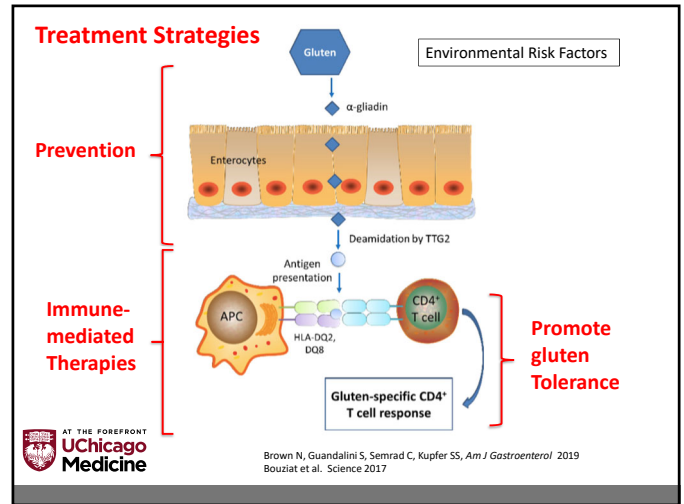 Treatment Strategies
Gluten
Environmental Risk Factors
α-gliadin
Prevention
Enterocytes
Deamidation by TTG2
Antigen
presentation
Immune-
mediated
Therapies
APC
CD4⁺
T cell
HLA-DQ2,
DQ8
Promote
gluten
Tolerance
Gluten-specific CD4⁺
T cell response
AT THE FOREFRONT
UChicago
Medicine
Brown N, Guandalini S, Semrad C, Kupfer SS, Am J Gastroenterol 2019
Bouziat et al. Science 2017